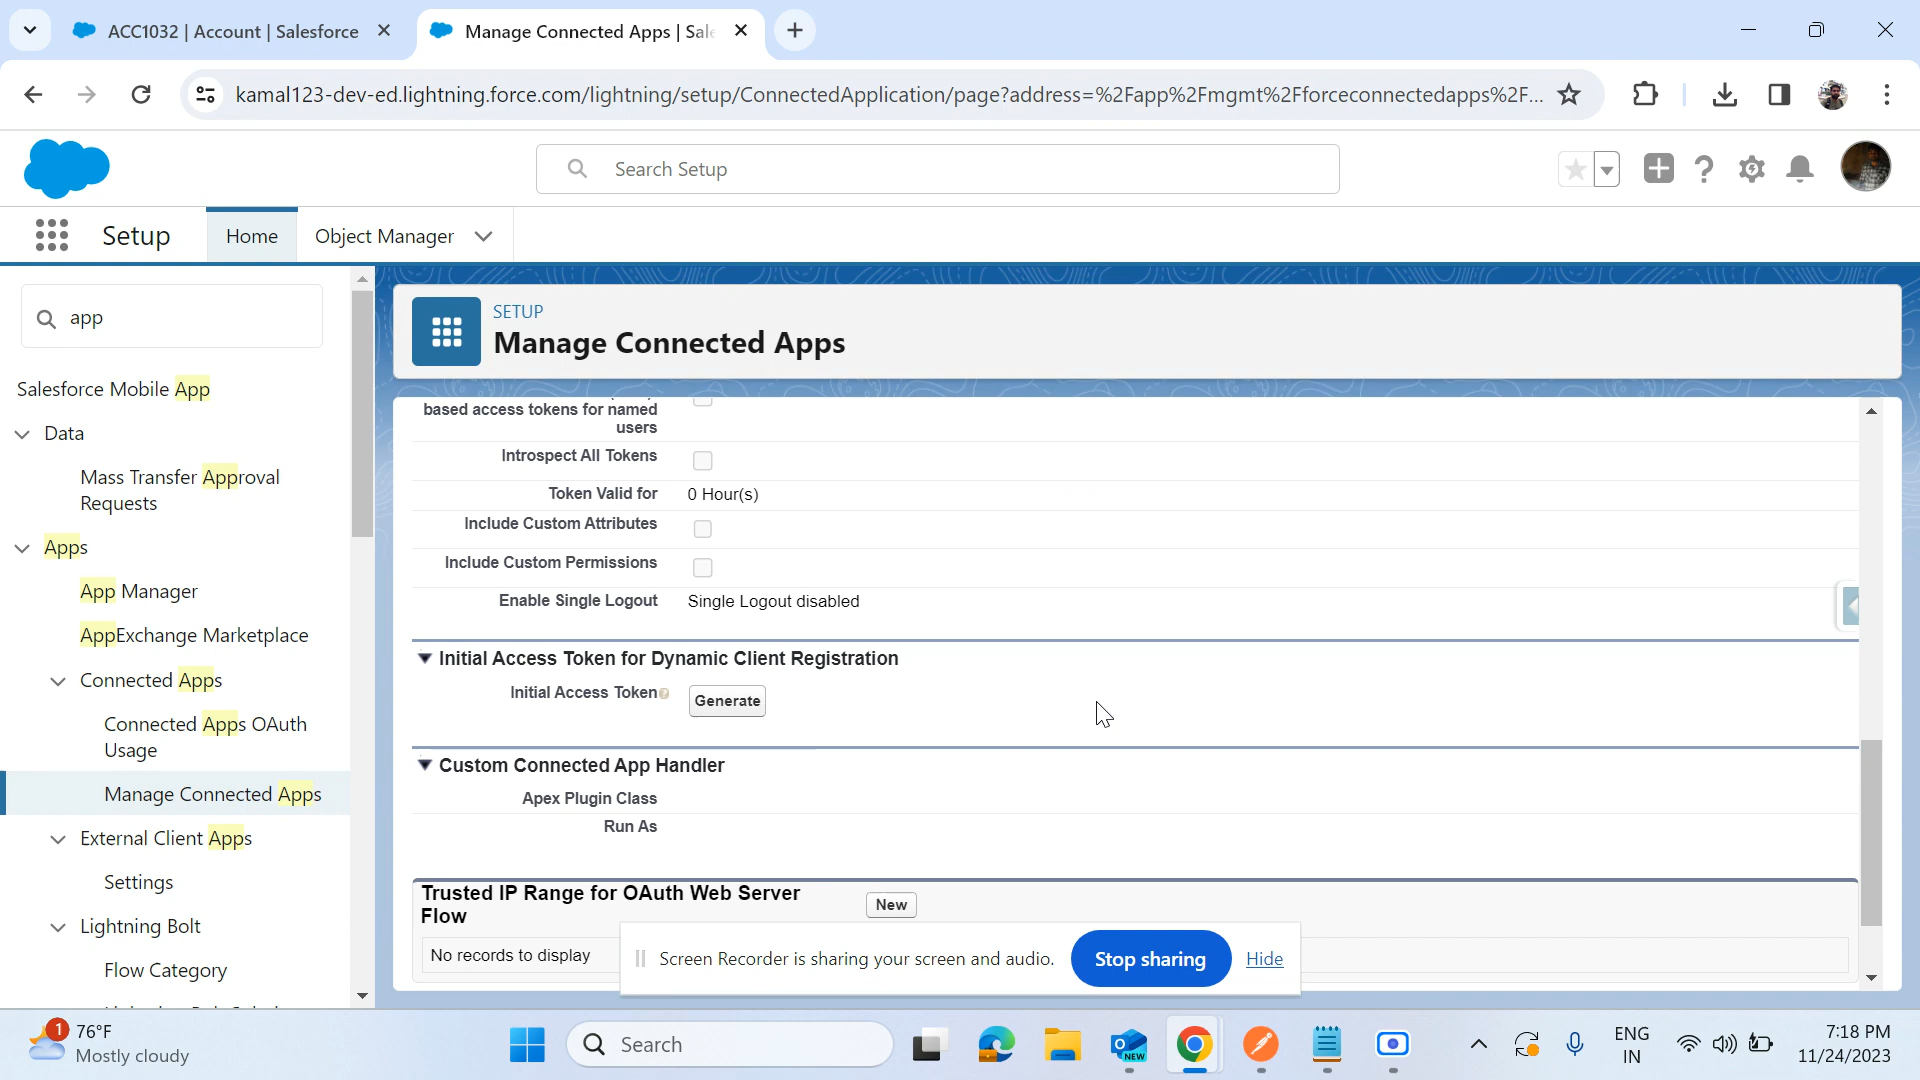 ACC1032 | Account | Salesforce
Manage Connected Apps | Sale
kamal123-dev-ed.lightning.force.com/lightning/setup/ConnectedApplication/page?address=%2Fapp%2Fmgmt%2Fforceconnectedapps%2F...
Search Setup
Setup
Home
Object Manager
app
Salesforce Mobile App
Data
Mass Transfer Approval
Requests
Apps
App Manager
AppExchange Marketplace
Connected Apps
Connected Apps OAuth
Usage
Manage Connected Apps
External Client Apps
Settings
Lightning Bolt
Flow Category
SETUP
Manage Connected Apps
based access tokens for named
users
Introspect All Tokens
Token Valid for 0 Hour(s)
Include Custom Attributes
Include Custom Permissions
Enable Single Logout Single Logout disabled
Initial Access Token for Dynamic Client Registration
Initial Access Token Generate
Custom Connected App Handler
Apex Plugin Class
Run As
Trusted IP Range for OAuth Web Server
Flow
New
No records to display
Screen Recorder is sharing your screen and audio. Stop sharing Hide
1
76°F
Mostly cloudy
Search
NEW
ENG
IN
7:18 PM
11/24/2023